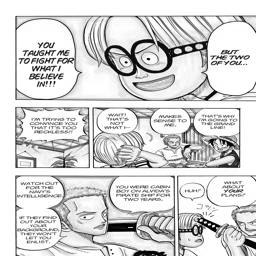 BUT
THE TWO
OF YOU...
YOU
TAUGHT ME
TO FIGHT FOR
WHAT I
BELIEVE
IN!!!
THAT'S WHY
I'M GOING TO
THE GRAND
LINE!
MAKES
SENSE TO
ME.
WAIT!
THAT'S
NOT
WHAT I--
I'M TRYING TO
CONVINCE YOU
THAT IT'S TOO
RECKLESS!!
WHAT
ABOUT
YOUR
PLANS?
HUH?
YOU WERE CABIN
BOY ON ALVIDA'S
PIRATE SHIP FOR
TWO YEARS.
WATCH OUT
FOR THE
NAVY'S
INTELLIGENCE.
IF THEY FIND
OUT ABOUT
YOUR
BACKGROUND,
THEY WON'T
LET YOU
ENLIST.